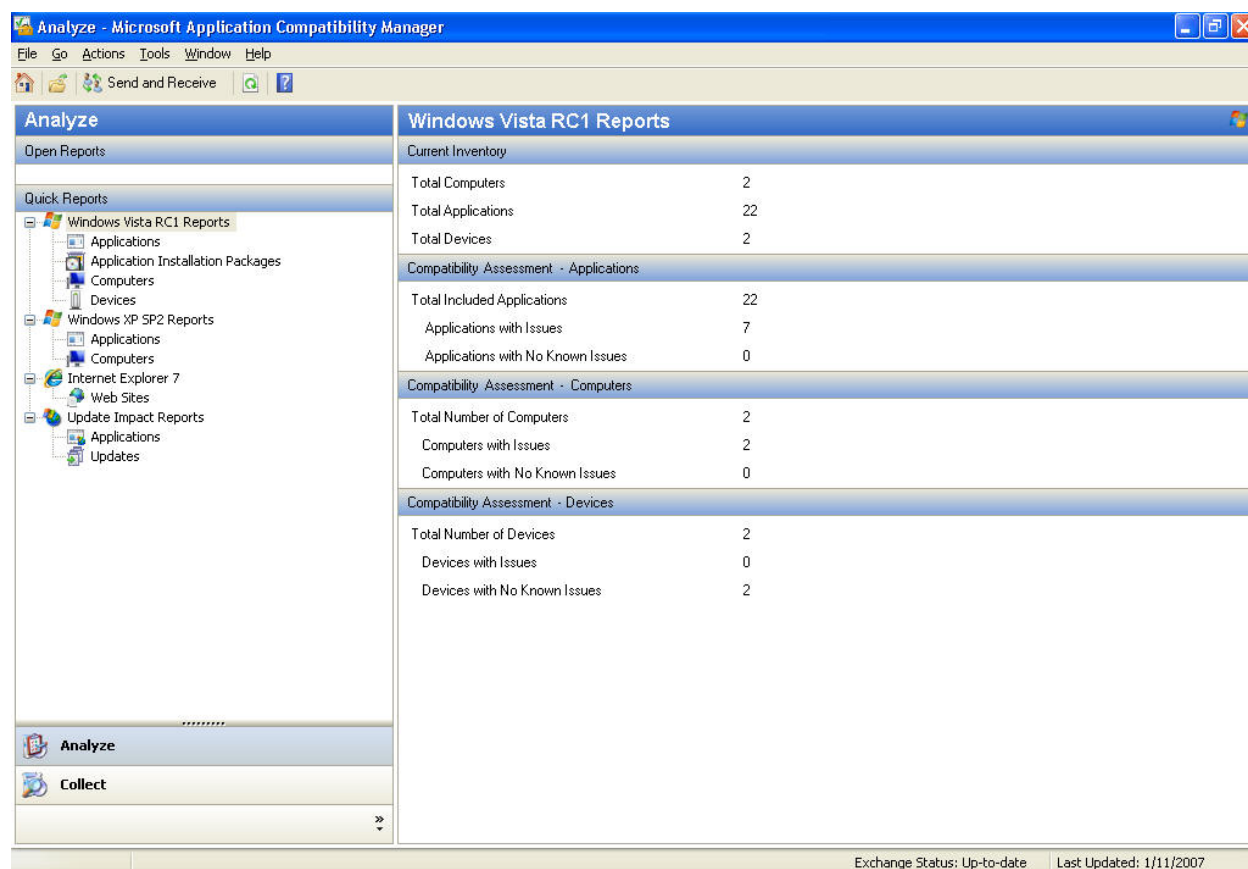 Analyze - Microsoft Application Compatibility Manager
File Go Actions Tools Window Help
Send and Receive
Analyze
Open Reports
Quick Reports
Windows Vista RC1 Reports
Applications
Application Installation Packages
Computers
Devices
Windows XP SP2 Reports
Applications
Computers
Internet Explorer 7
Web Sites
Update Impact Reports
Applications
Updates
Analyze
Collect
Windows Vista RC1 Reports
Current Inventory
Total Computers 2
Total Applications 22
Total Devices 2
Compatibility Assessment - Applications
Total Included Applications 22
Applications with Issues 7
Applications with No Known Issues 0
Compatibility Assessment - Computers
Total Number of Computers 2
Computers with Issues 2
Computers with No Known Issues 0
Compatibility Assessment - Devices
Total Number of Devices 2
Devices with Issues 0
Devices with No Known Issues 2
Exchange Status: Up-to-date Last Updated: 1/11/2007